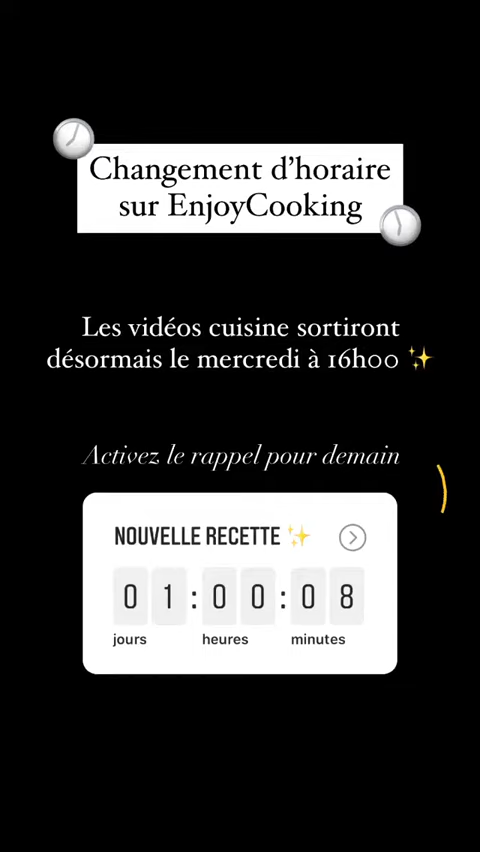 Changement d’horaire
sur EnjoyCooking
Les vidéos cuisine sortiront
désormais le mercredi à 16h00 ✨
Activez le rappel pour demain
NOUVELLE RECETTE ✨
01:00:08
jours heures minutes